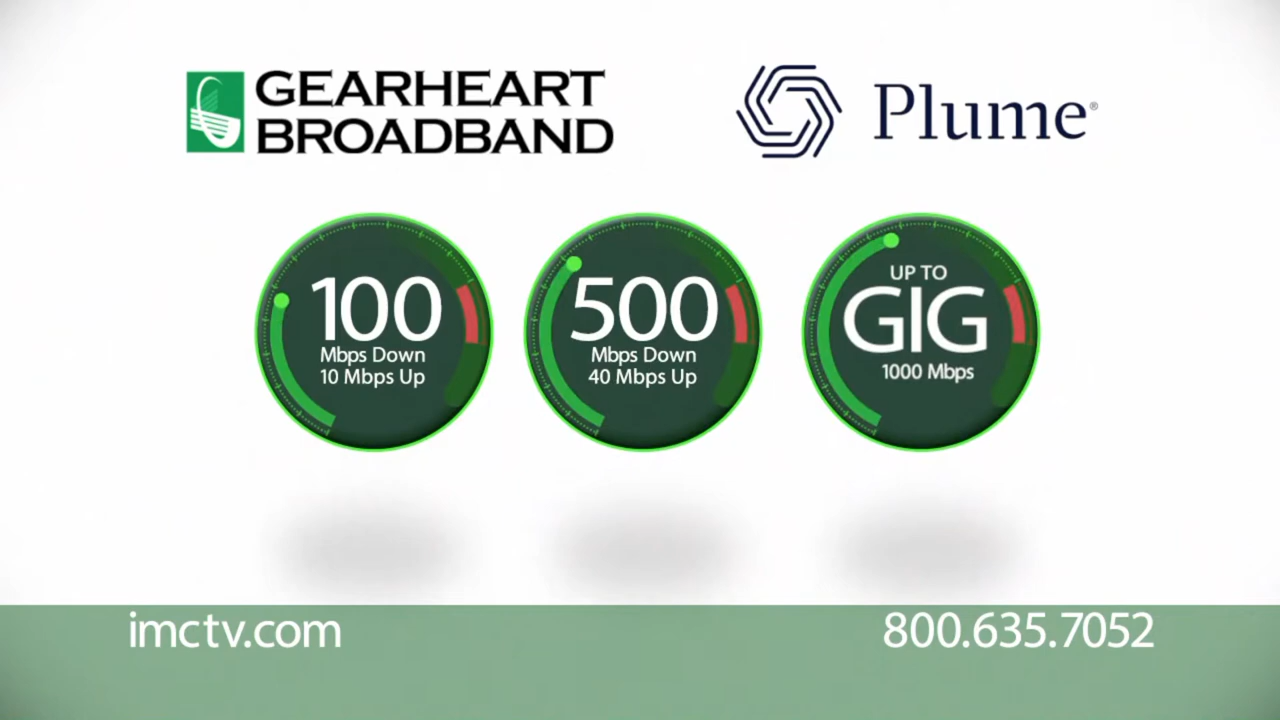 GEARHEART
BROADBAND
Plume®
100
Mbps Down
10 Mbps Up
500
Mbps Down
40 Mbps Up
UP TO
GIG
1000 Mbps
imctv.com
800.635.7052